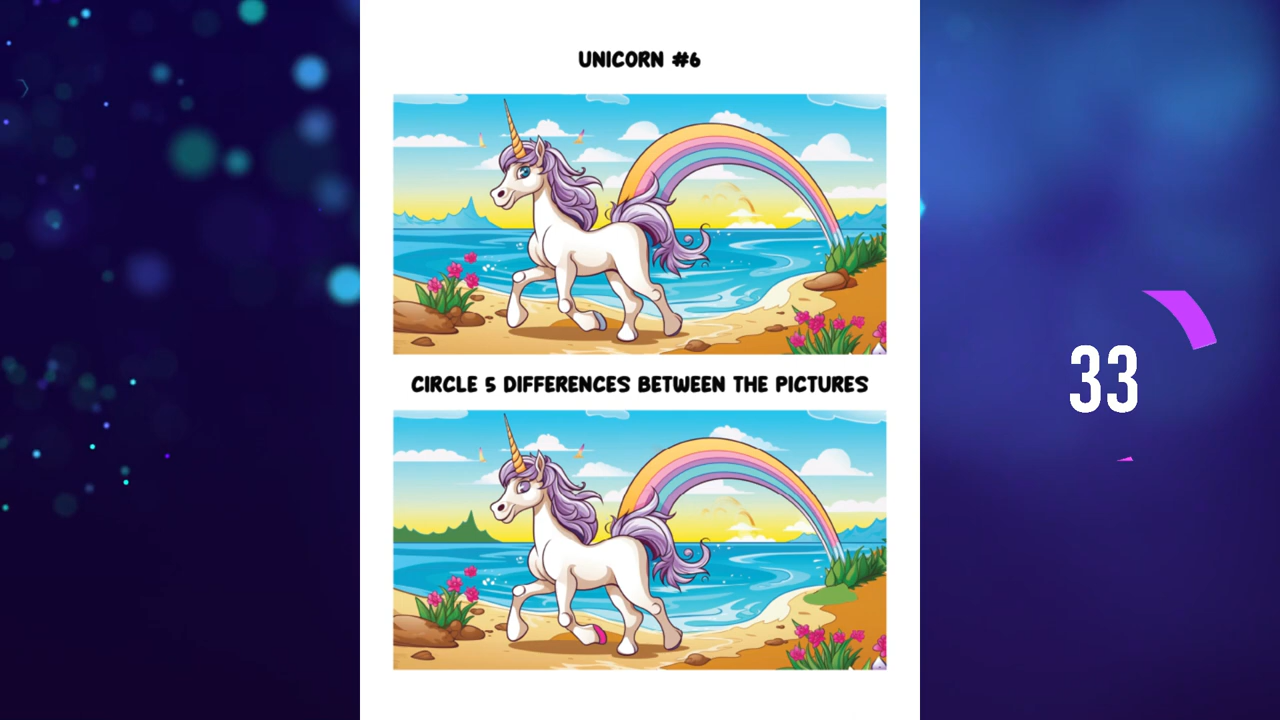 UNICORN #6
CIRCLE 5 DIFFERENCES BETWEEN THE PICTURES
33